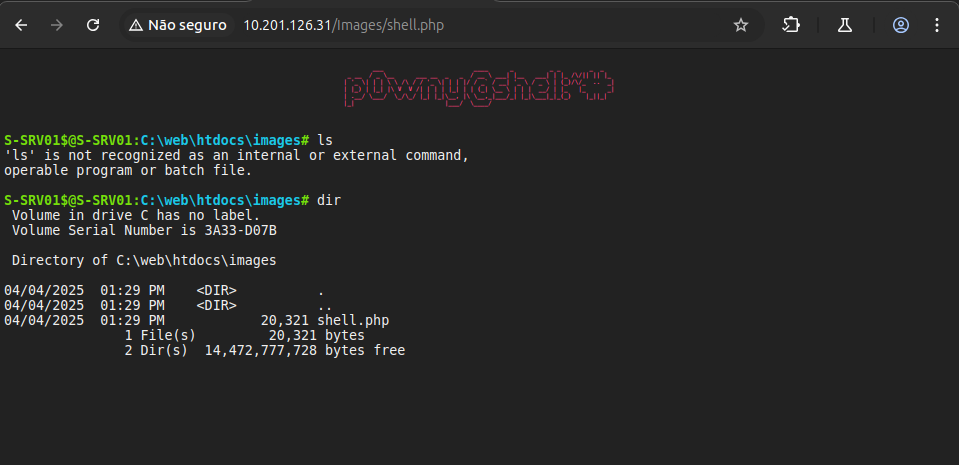 Não seguro
10.201.126.31/Images/shell.php
p0wny@shell:~#
S-SRV01$@S-SRV01:C:\web\htdocs\images# ls
'ls' is not recognized as an internal or external command,
operable program or batch file.
S-SRV01$@S-SRV01:C:\web\htdocs\images# dir
Volume in drive C has no label.
Volume Serial Number is 3A33-D07B
Directory of C:\web\htdocs\images
04/04/2025  01:29 PM    <DIR>          .
04/04/2025  01:29 PM    <DIR>          ..
04/04/2025  01:29 PM            20,321 shell.php
1 File(s)         20,321 bytes
2 Dir(s)  14,472,777,728 bytes free